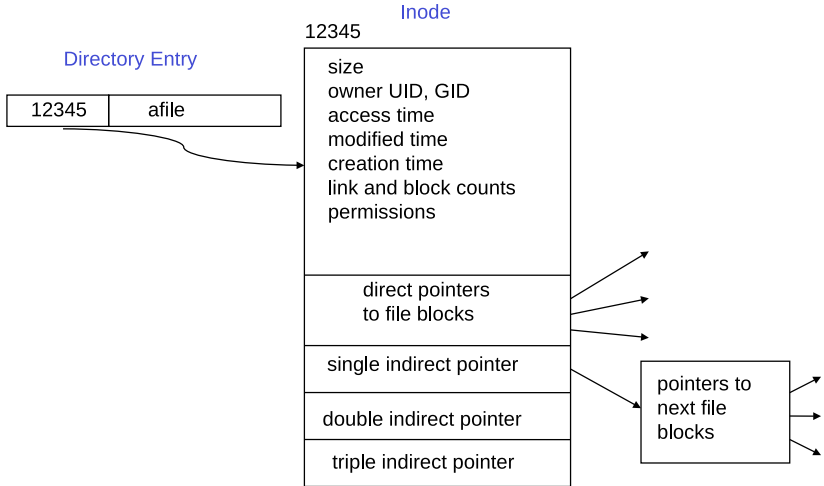 Inode
12345
Directory Entry
12345 afile
size
owner UID, GID
access time
modified time
creation time
link and block counts
permissions
direct pointers
to file blocks
single indirect pointer
double indirect pointer
triple indirect pointer
pointers to
next file
blocks